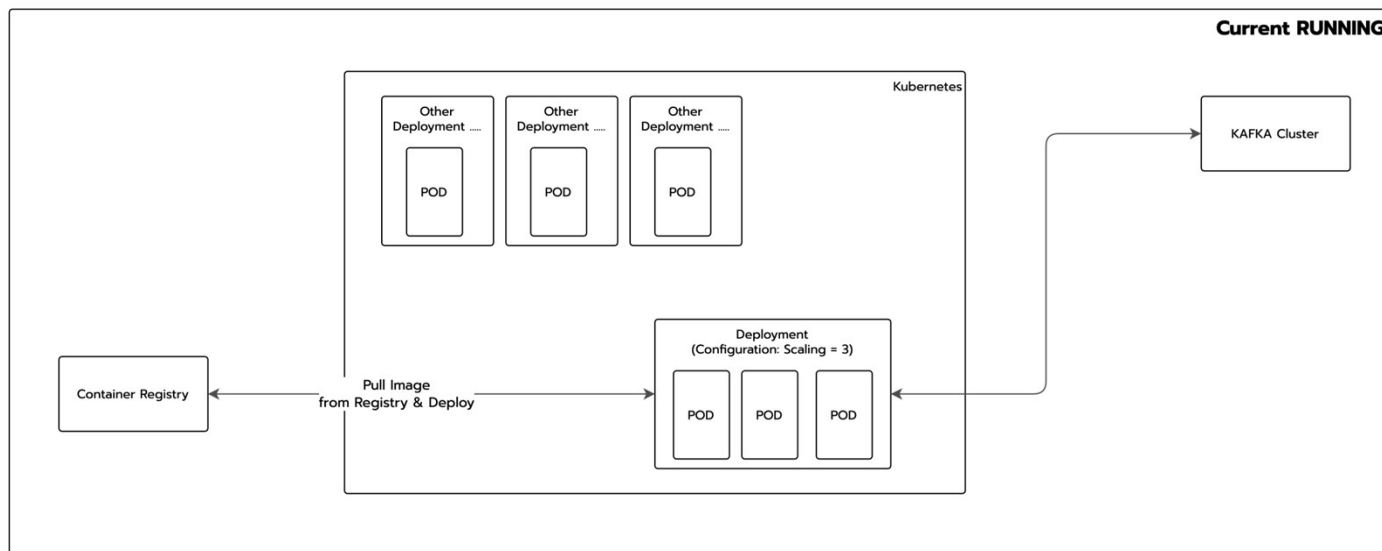 Current RUNNING
Kubernetes
Other
Deployment .....
POD
Other
Deployment .....
POD
Other
Deployment .....
POD
KAFKA Cluster
Deployment
(Configuration: Scaling = 3)
POD
POD
POD
Container Registry
Pull Image
from Registry & Deploy